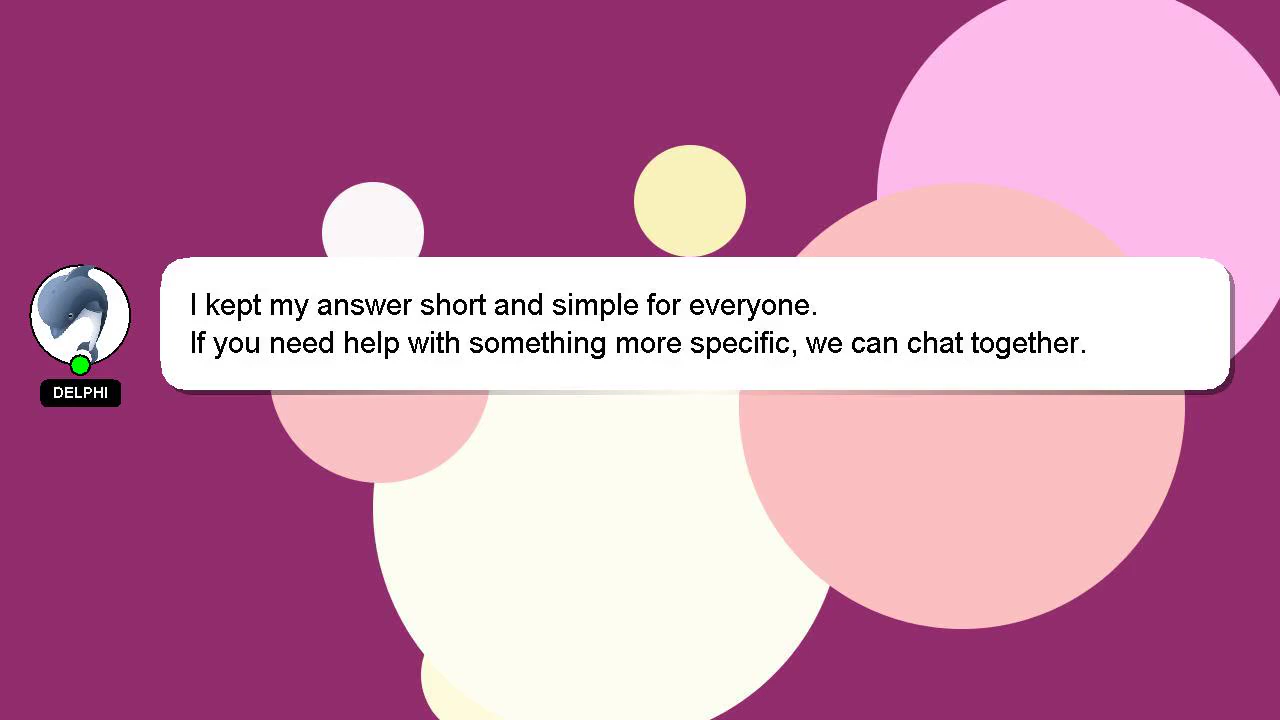 I kept my answer short and simple for everyone.
If you need help with something more specific, we can chat together.
DELPHI